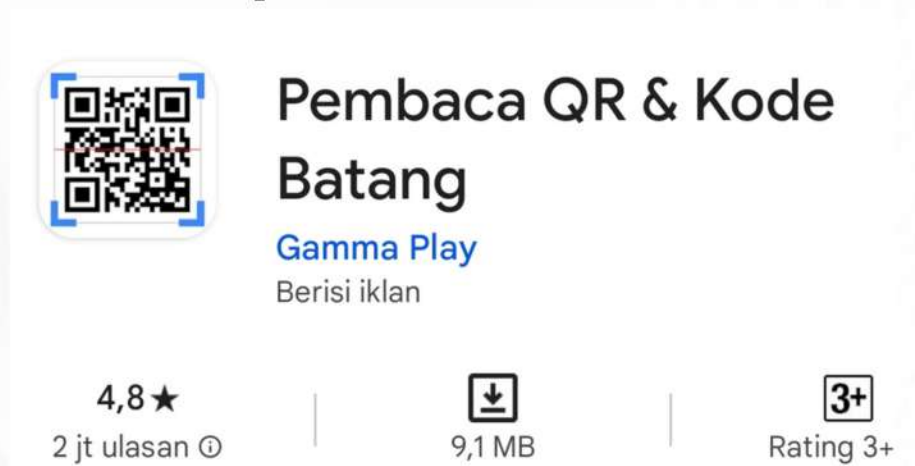 Pembaca QR & Kode
Batang
Gamma Play
Berisi iklan
4,8★
2 jt ulasan
9,1 MB
3+
Rating 3+